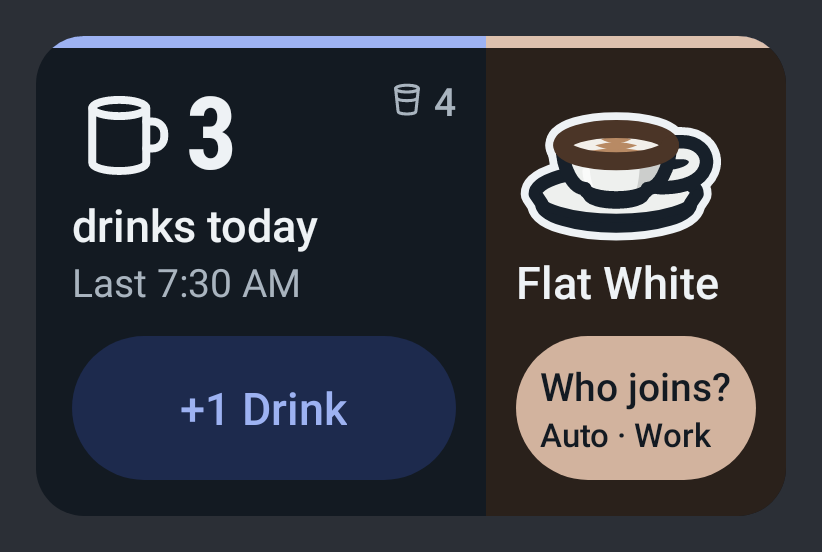 3
4
drinks today
Last 7:30 AM
+1 Drink
Flat White
Who joins?
Auto · Work